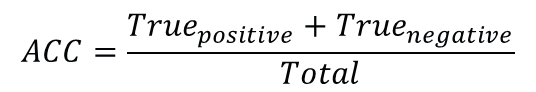 ACC = True_positive + True_negative / Total